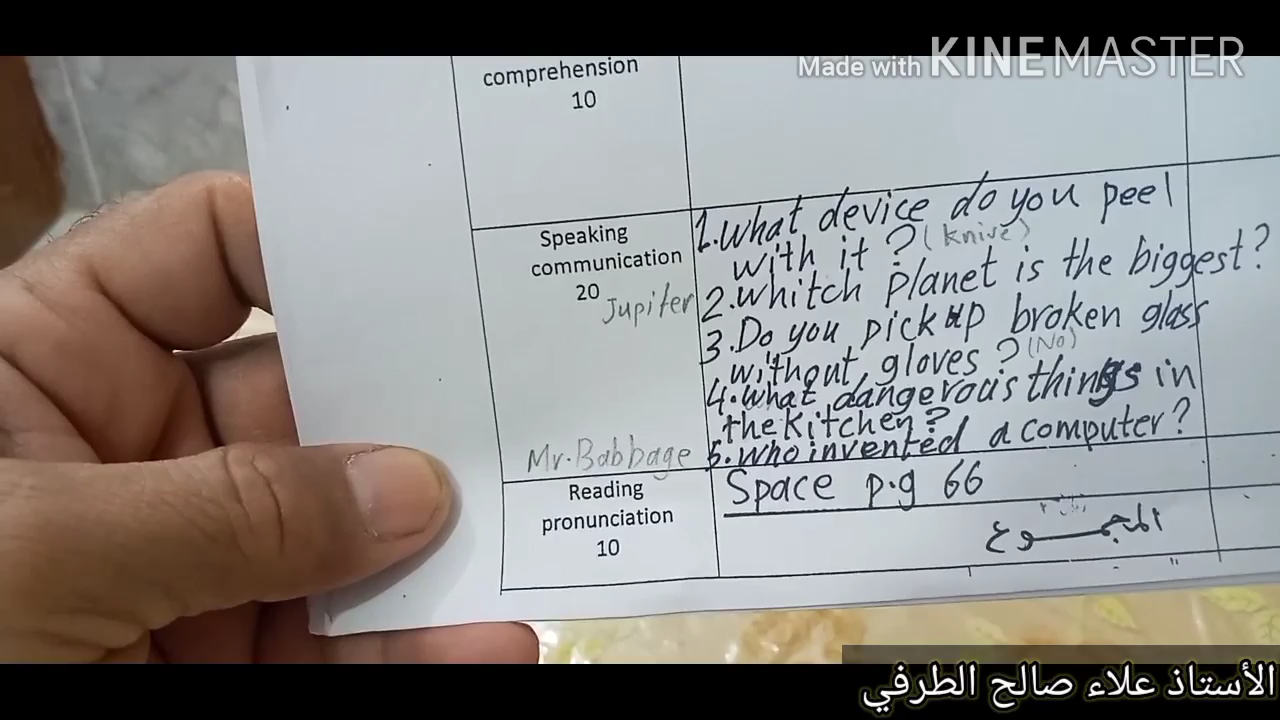 Made with KINEMASTER
comprehension
10
Speaking
communication
20
Jupiter
Mr. Babbage
1. What device do you peel
with it? (knive)
2. Whitch planet is the biggest?
3. Do you pick up broken glass
without gloves? (No)
4. what dangerous things in
the kitchen?
5. who invented a computer?
Reading
pronunciation
10
Space p.g 66
المجموع
الأستاذ علاء صالح الطرفي